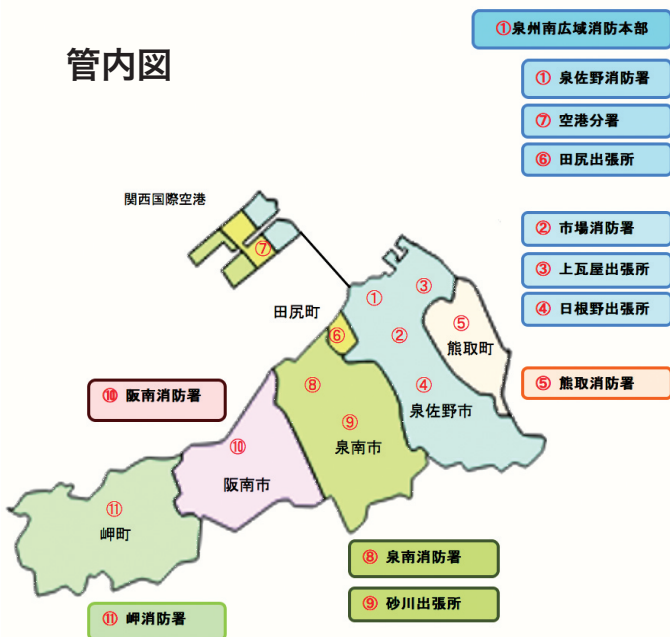 管内図
①泉州南広域消防本部
① 泉佐野消防署
⑦ 空港分署
⑥ 田尻出張所
② 市場消防署
③ 上瓦屋出張所
④ 日根野出張所
⑤ 熊取消防署
関西国際空港
⑦
田尻町
①
③
⑥
②
⑤
熊取町
⑧
④
泉佐野市
⑩ 阪南消防署
⑨
泉南市
⑩
阪南市
⑪
岬町
⑧ 泉南消防署
⑨ 砂川出張所
⑪ 岬消防署